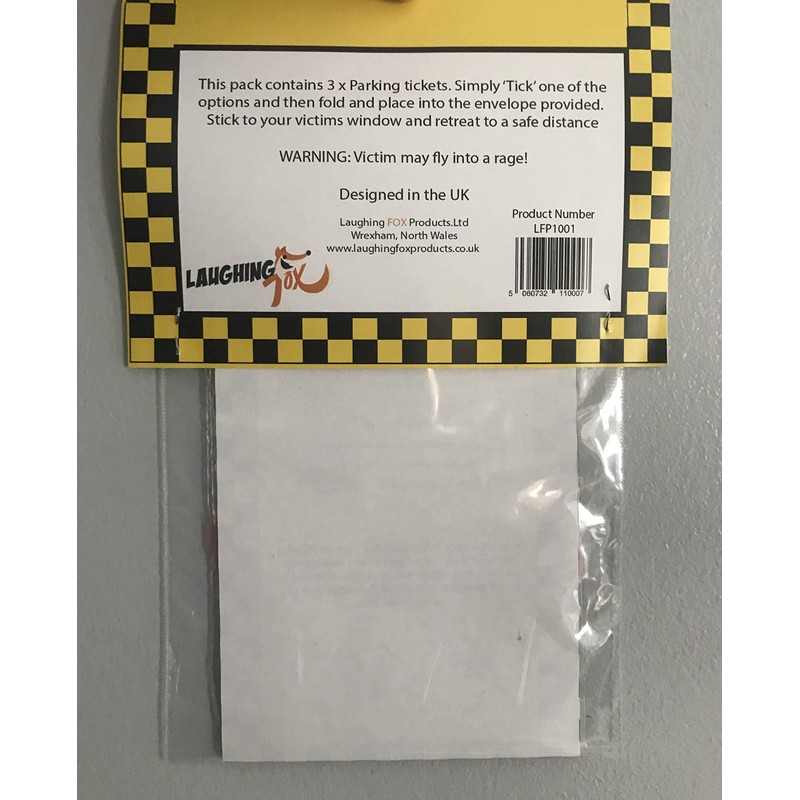 This pack contains 3 x Parking tickets. Simply 'Tick' one of the
options and then fold and place into the envelope provided.
Stick to your victims window and retreat to a safe distance
WARNING: Victim may fly into a rage!
Designed in the UK
Laughing FOX Products.Ltd
Wrexham, North Wales
www.laughingfoxproducts.co.uk
Product Number
LFP1001
LAUGHING
FOX
5 060732 110007